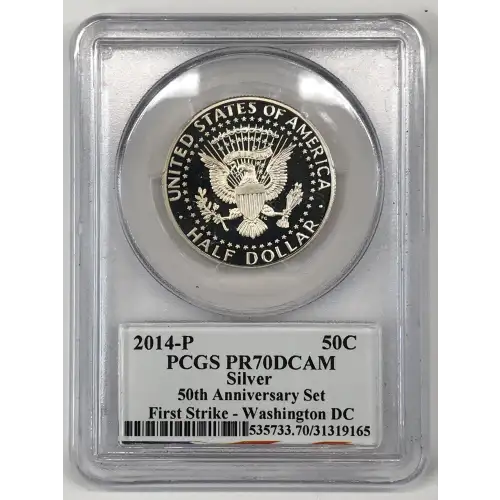 UNITED STATES OF AMERICA
HALF DOLLAR
2014-P 50C
PCGS PR70DCAM
Silver
50th Anniversary Set
First Strike - Washington DC
535733.70/31319165